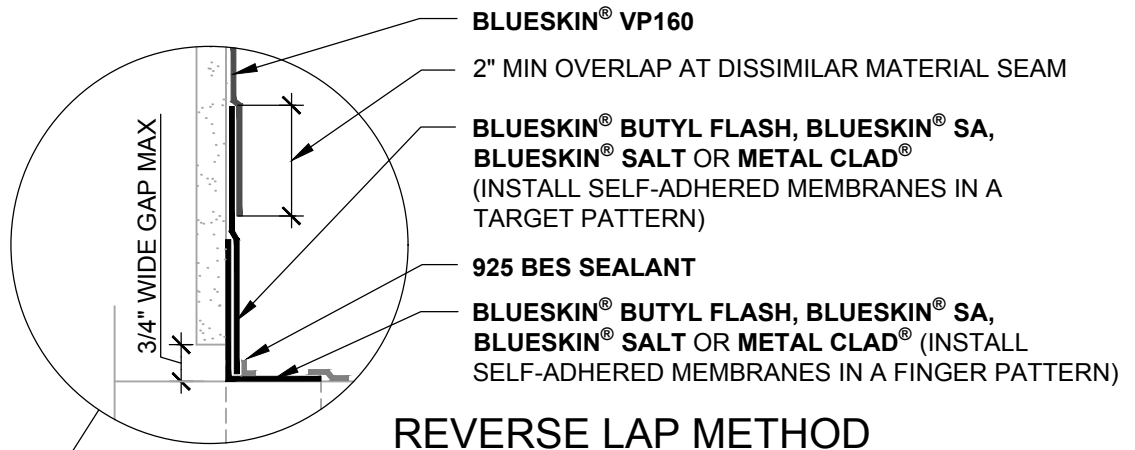 BLUESKIN® VP160
2" MIN OVERLAP AT DISSIMILAR MATERIAL SEAM
BLUESKIN® BUTYL FLASH, BLUESKIN® SA,
BLUESKIN® SALT OR METAL CLAD®
(INSTALL SELF-ADHERED MEMBRANES IN A
TARGET PATTERN)
925 BES SEALANT
BLUESKIN® BUTYL FLASH, BLUESKIN® SA,
BLUESKIN® SALT OR METAL CLAD® (INSTALL
SELF-ADHERED MEMBRANES IN A FINGER PATTERN)
3/4" WIDE GAP MAX
REVERSE LAP METHOD